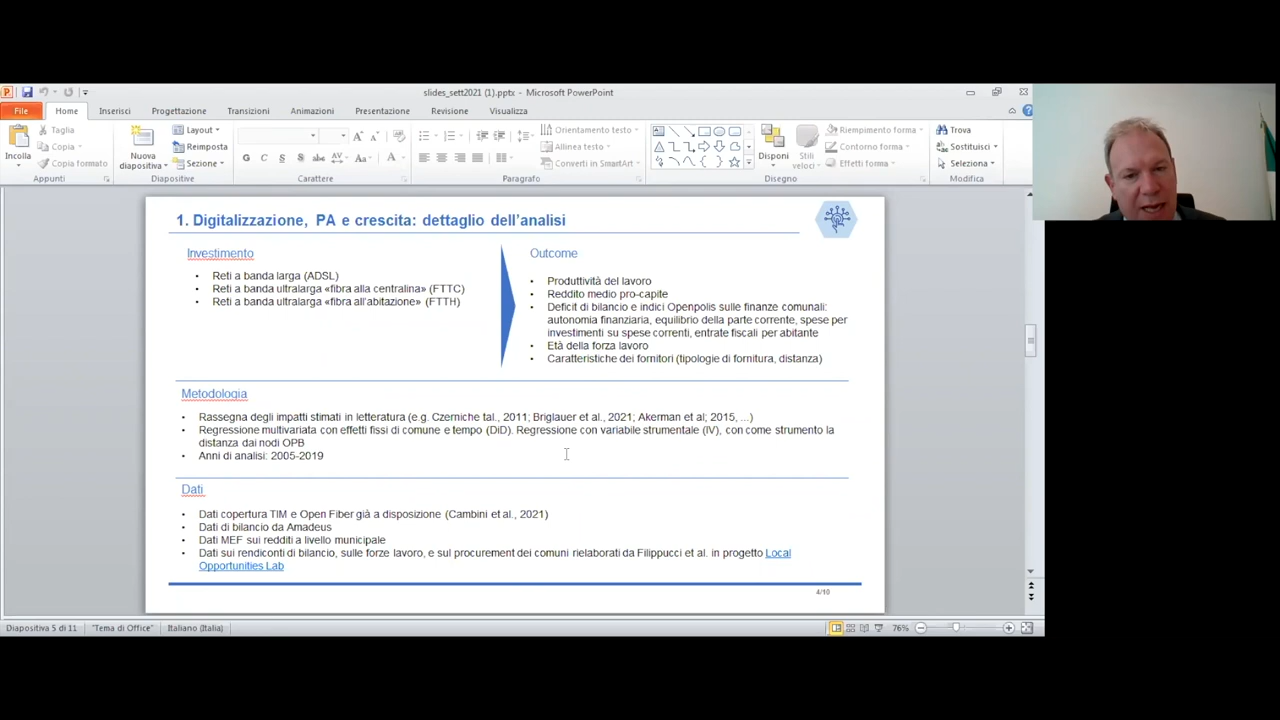 slides_sett2021 (1).pptx - Microsoft PowerPoint
File Home Inserisci Progettazione Transizioni Animazioni Presentazione Revisione Visualizza
Incolla
Taglia
Copia
Copia formato
Appunti
Nuova diapositiva
Layout
Reimposta
Sezione
Diapositive
G C S S abc AV Aa A
Carattere
Orientamento testo
Allinea testo
Converti in SmartArt
Paragrafo
Disponi
Stili veloci
Riempimento forma
Contorno forma
Effetti forma
Disegno
Trova
Sostituisci
Seleziona
Modifica
1. Digitalizzazione, PA e crescita: dettaglio dell'analisi
Investimento
• Reti a banda larga (ADSL)
• Reti a banda ultralarga «fibra alla centralina» (FTTC)
• Reti a banda ultralarga «fibra all'abitazione» (FTTH)
Outcome
• Produttività del lavoro
• Reddito medio pro-capite
• Deficit di bilancio e indici Openpolis sulle finanze comunali:
autonomia finanziaria, equilibrio della parte corrente, spese per
investimenti su spese correnti, entrate fiscali per abitante
• Età della forza lavoro
• Caratteristiche dei fornitori (tipologie di fornitura, distanza)
Metodologia
• Rassegna degli impatti stimati in letteratura (e.g. Czerniche tal., 2011; Briglauer et al., 2021; Akerman et al; 2015, ...)
• Regressione multivariata con effetti fissi di comune e tempo (DiD). Regressione con variabile strumentale (IV), con come strumento la
distanza dai nodi OPB
• Anni di analisi: 2005-2019
Dati
• Dati copertura TIM e Open Fiber già a disposizione (Cambini et al., 2021)
• Dati di bilancio da Amadeus
• Dati MEF sui redditi a livello municipale
• Dati sui rendiconti di bilancio, sulle forze lavoro, e sul procurement dei comuni rielaborati da Filippucci et al. in progetto Local
Opportunities Lab
4/10
Diapositiva 5 di 11 "Tema di Office" Italiano (Italia) 76%